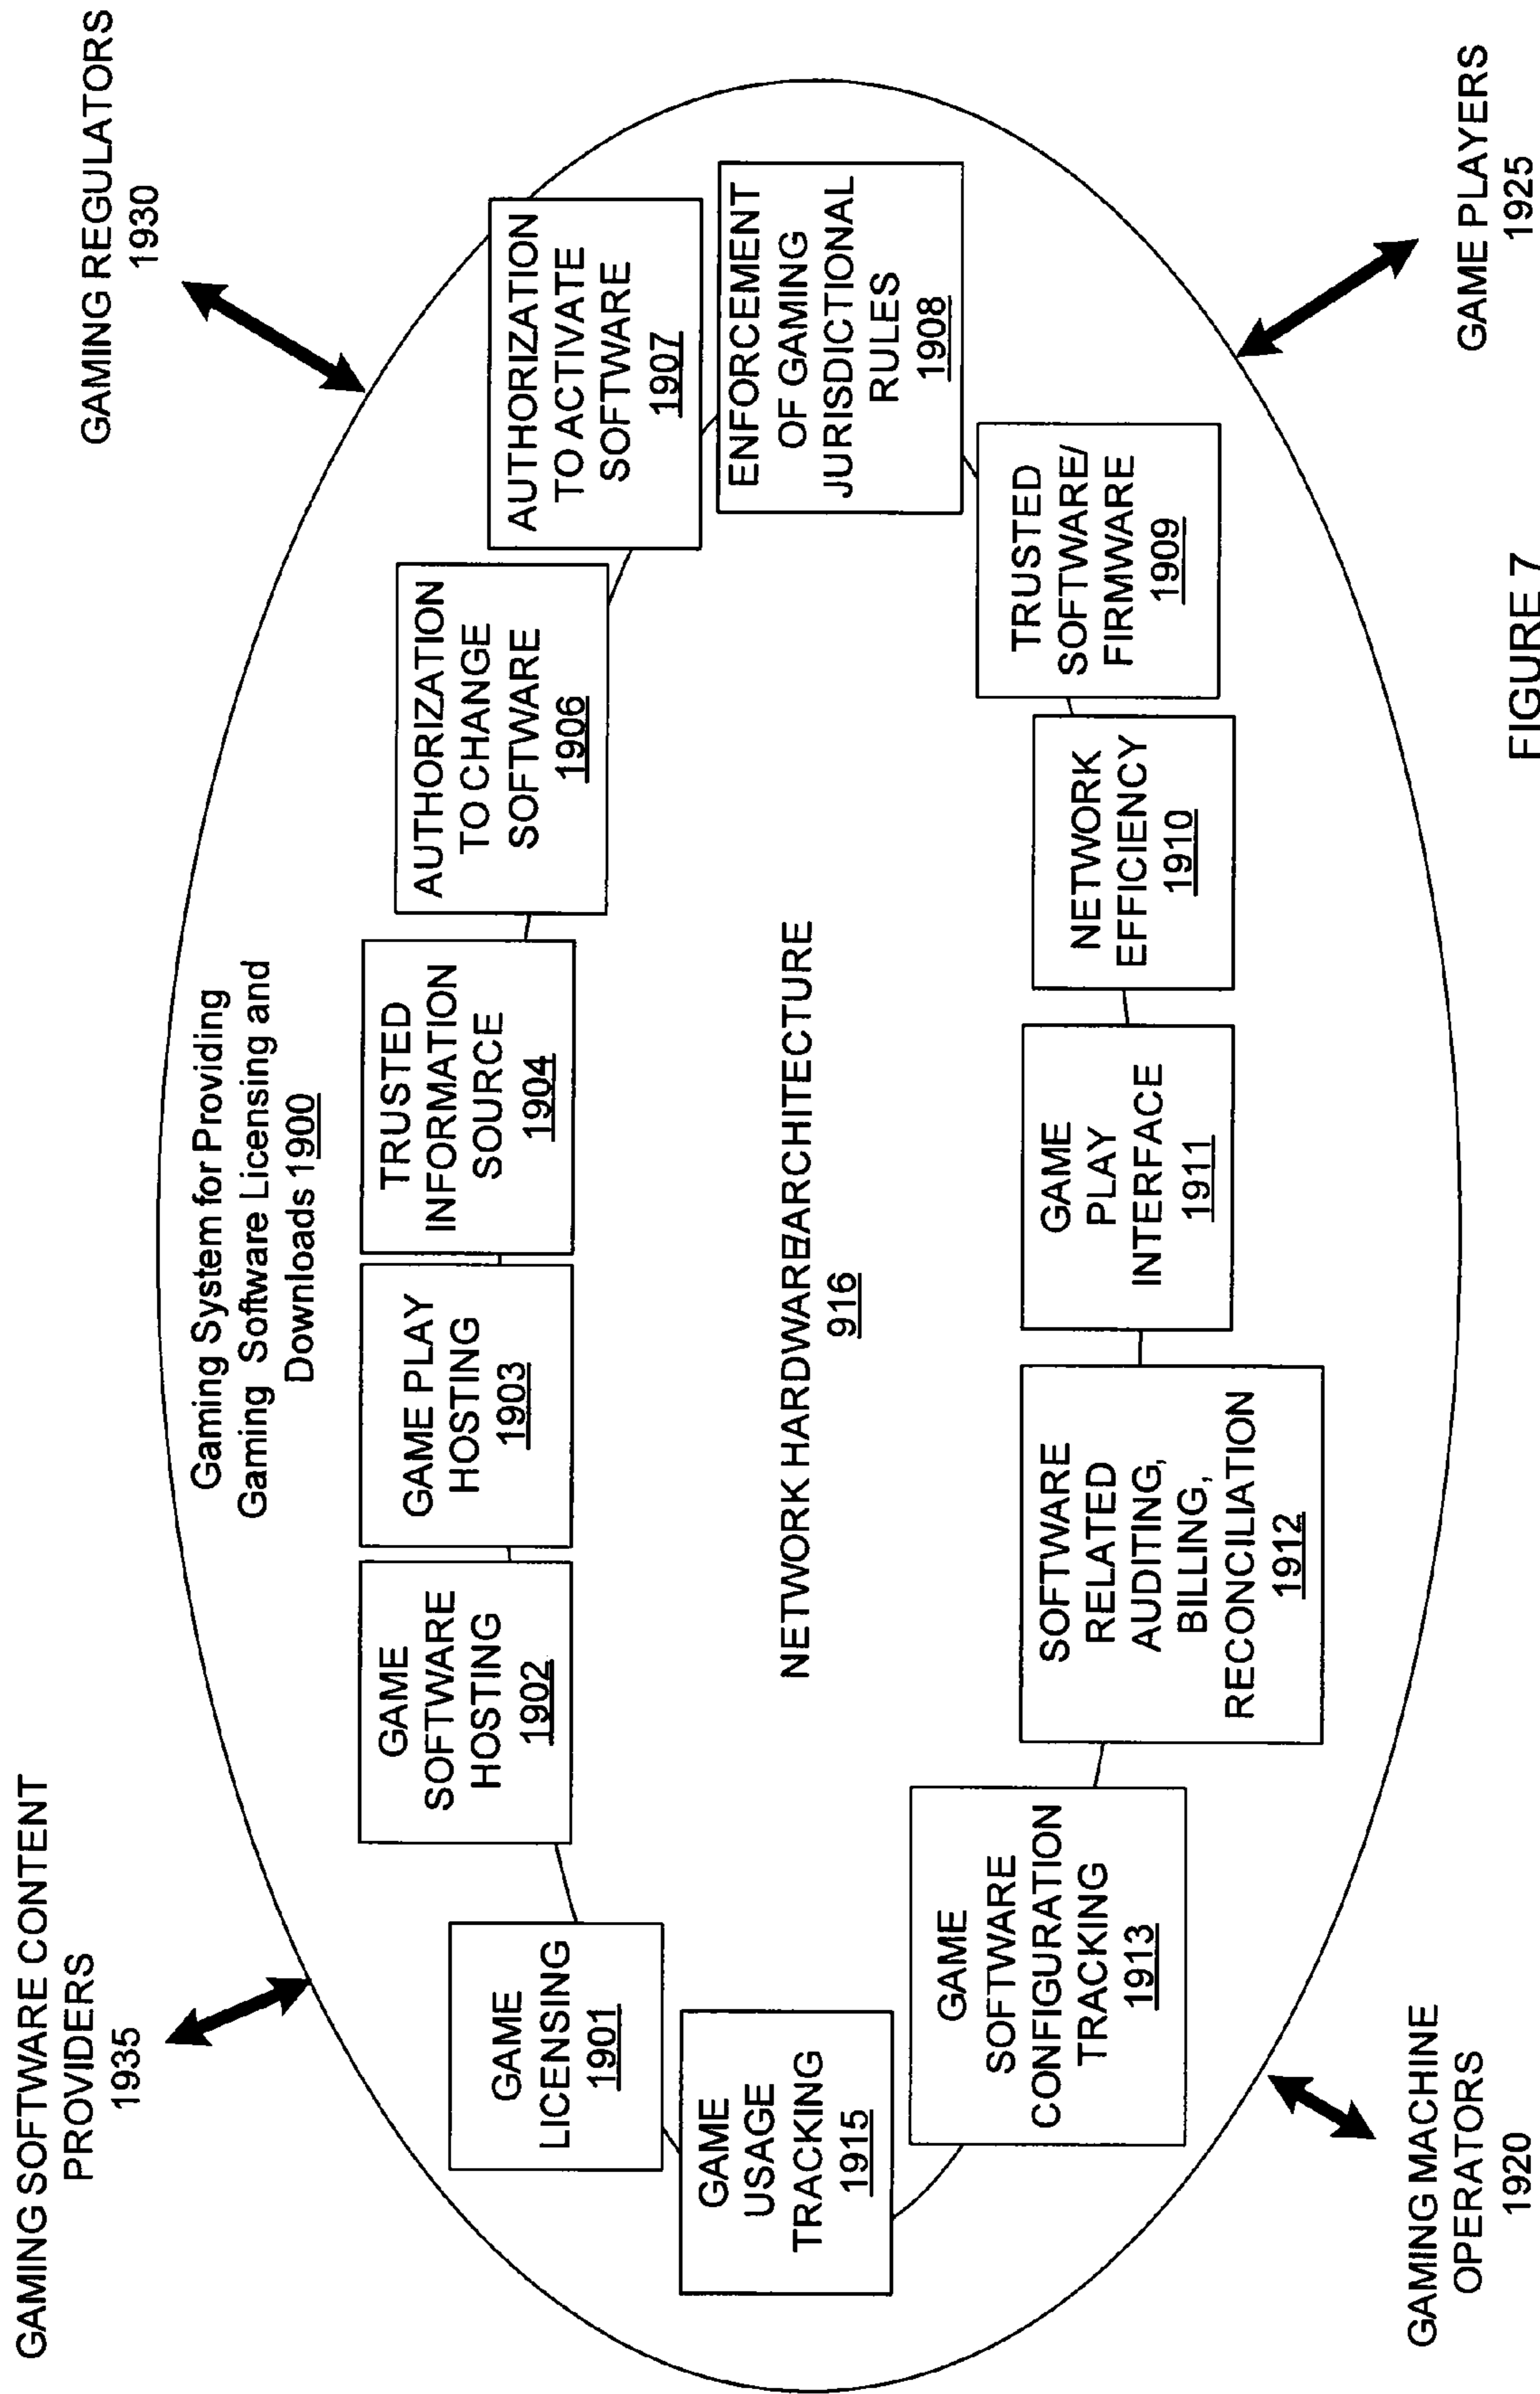 GAMING SOFTWARE CONTENT
PROVIDERS
1935
GAMING REGULATORS
1930
Gaming System for Providing
Gaming Software Licensing and
Downloads 1900
GAME
LICENSING
1901
GAME
SOFTWARE
HOSTING
1902
GAME PLAY
HOSTING
1903
TRUSTED
INFORMATION
SOURCE
1904
AUTHORIZATION
TO CHANGE
SOFTWARE
1906
AUTHORIZATION
TO ACTIVATE
SOFTWARE
1907
ENFORCEMENT
OF GAMING
JURISDICTIONAL
RULES
1908
TRUSTED
SOFTWARE/
FIRMWARE
1909
NETWORK
EFFICIENCY
1910
GAME
PLAY
INTERFACE
1911
SOFTWARE
RELATED
AUDITING,
BILLING,
RECONCILIATION
1912
GAME
SOFTWARE
CONFIGURATION
TRACKING
1913
GAME
USAGE
TRACKING
1915
NETWORK HARDWARE/ARCHITECTURE
916
GAMING MACHINE
OPERATORS
1920
GAME PLAYERS
1925
FIGURE 7